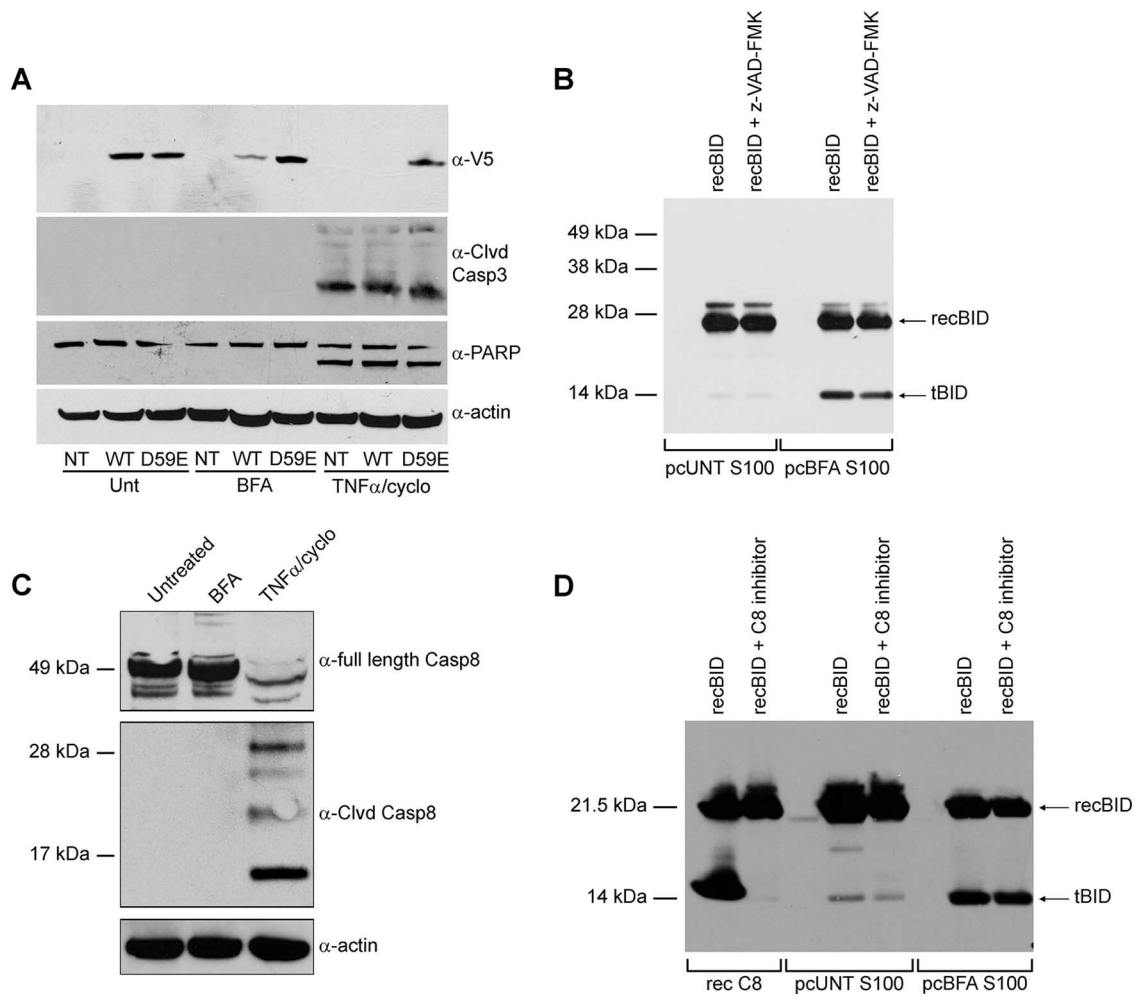 A
α-V5
α-Clvd
Casp3
α-PARP
α-actin
NT WT D59E NT WT D59E NT WT D59E
Unt BFA TNFα/cyclo
B
recBID
recBID + z-VAD-FMK
recBID
recBID + z-VAD-FMK
49 kDa
38 kDa
28 kDa
14 kDa
recBID
tBID
pcUNT S100 pcBFA S100
C
Untreated
BFA
TNFα/cyclo
49 kDa
28 kDa
17 kDa
α-full length Casp8
α-Clvd Casp8
α-actin
D
recBID
recBID + C8 inhibitor
recBID
recBID + C8 inhibitor
recBID
recBID + C8 inhibitor
21.5 kDa
14 kDa
recBID
tBID
rec C8 pcUNT S100 pcBFA S100